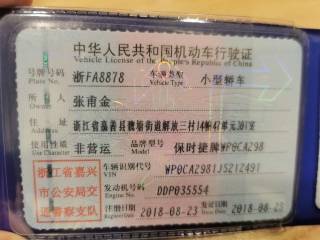 中华人民共和国机动车行驶证
Vehicle License of the People's Republic of China
号牌号码 浙FA8878 车辆类型 小型轿车
Plate No. Vehicle Type
所有人 张甫金
Owner
住址 浙江省嘉善县魏塘街道解放三村14幢42单元301室
Address
使用性质 非营运 品牌型号 保时捷牌WP0CA298
Use Character Model
浙江省嘉兴市公安局交通警察支队
车辆识别代号 WP0CA2981JS212491
VIN
发动机号码 DDP035554
Engine No.
注册日期 2018-08-23 发证日期 2018-08-23
Register Date Issue Date